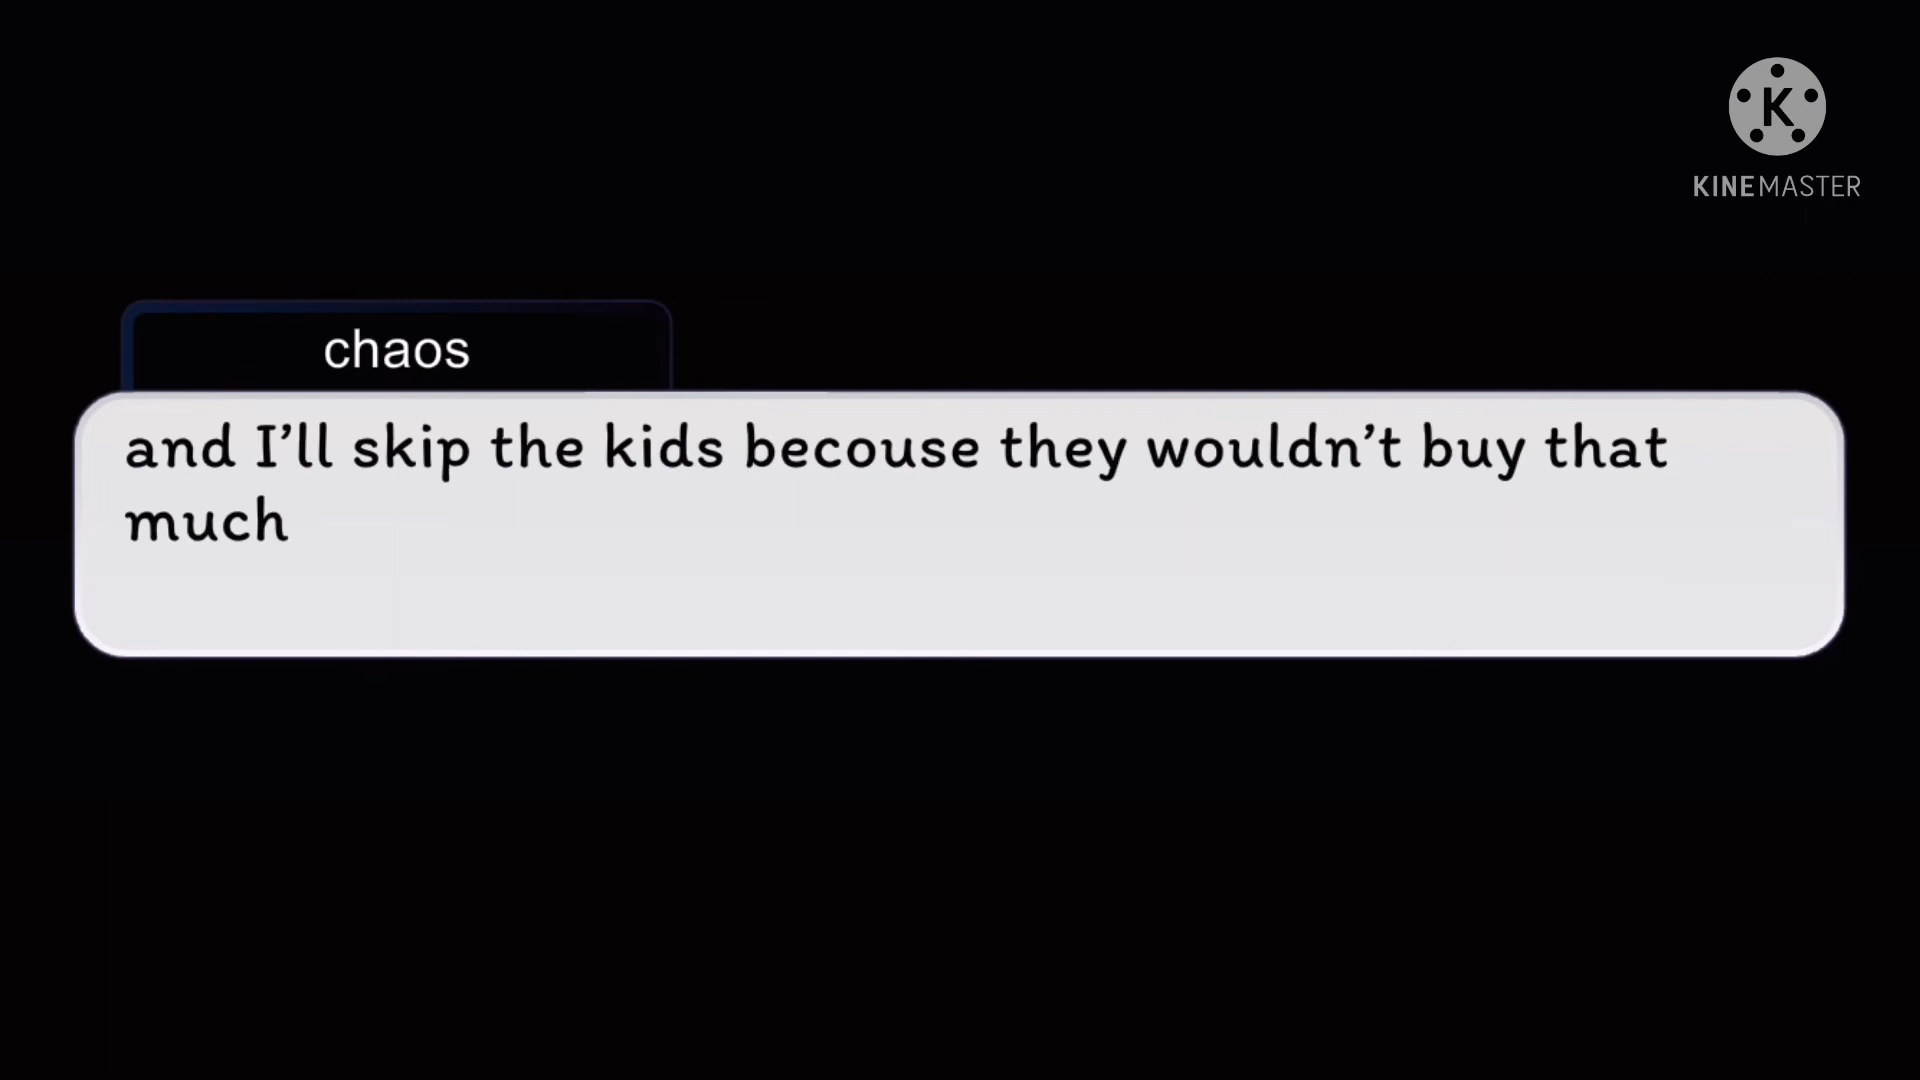 K
KINEMASTER
chaos
and I'll skip the kids becouse they wouldn't buy that
much